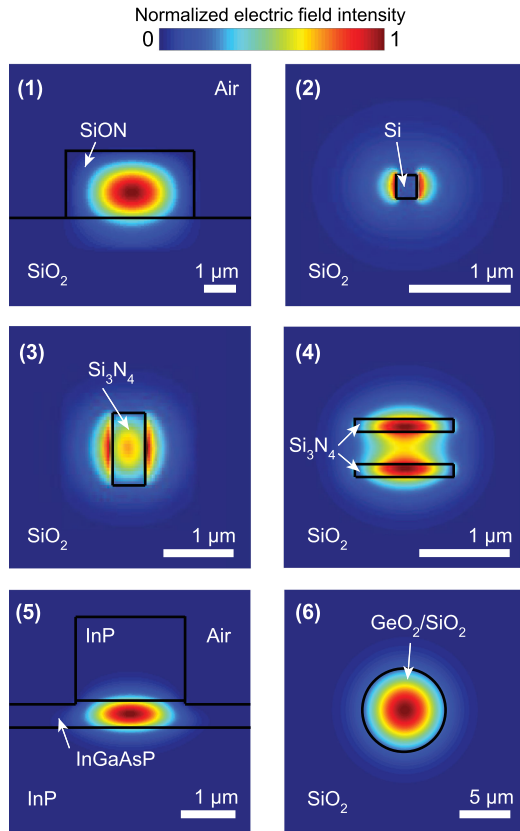 Normalized electric field intensity
0 1
(1)
Air
SiON
SiO₂
1 μm
(2)
Si
SiO₂
1 μm
(3)
Si₃N₄
SiO₂
1 μm
(4)
Si₃N₄
SiO₂
1 μm
(5)
InP
Air
InGaAsP
InP
1 μm
(6)
GeO₂/SiO₂
SiO₂
5 μm